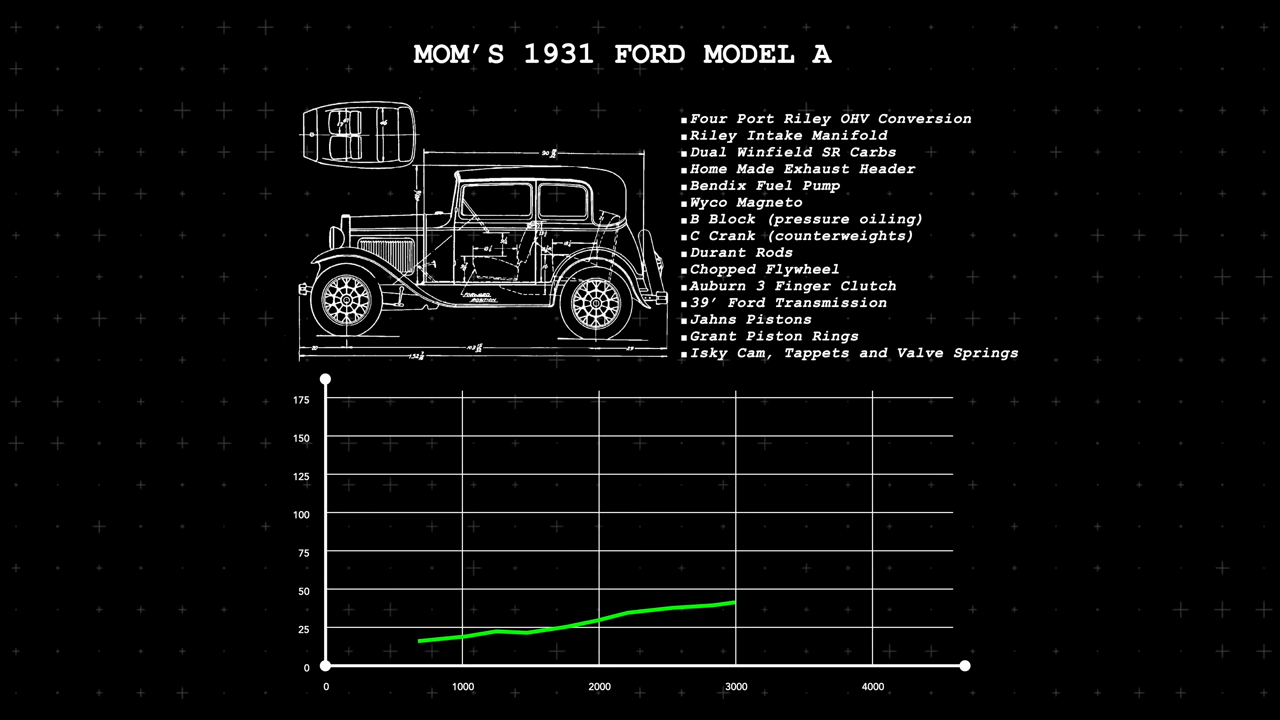 MOM'S 1931 FORD MODEL A
Four Port Riley OHV Conversion
Riley Intake Manifold
Dual Winfield SR Carbs
Home Made Exhaust Header
Bendix Fuel Pump
Wyco Magneto
B Block (pressure oiling)
C Crank (counterweights)
Durant Rods
Chopped Flywheel
Auburn 3 Finger Clutch
39' Ford Transmission
Jahns Pistons
Grant Piston Rings
Isky Cam, Tappets and Valve Springs
FORWARD
POSITION
175
150
125
100
75
50
25
0
0 1000 2000 3000 4000